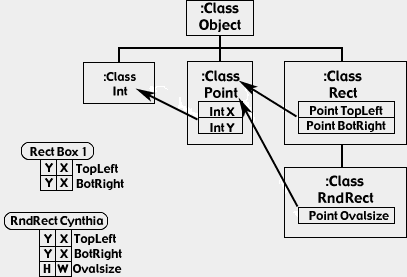 :Class
Object
:Class
Int
:Class
Point
Int X
Int Y
:Class
Rect
Point TopLeft
Point BotRight
:Class
RndRect
Point Ovalsize
Rect Box 1
Y X TopLeft
Y X BotRight
RndRect Cynthia
Y X TopLeft
Y X BotRight
H W Ovalsize